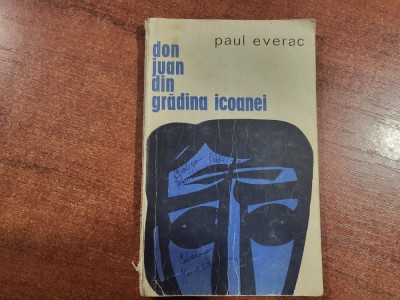 paul everac
don
juan
din
grădina icoanei